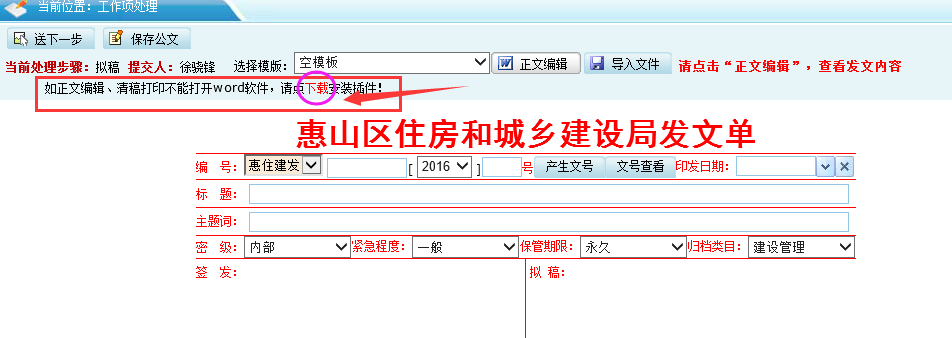 当前位置：工作项处理
送下一步 保存公文
当前处理步骤：拟稿 提交人：徐骁锋 选择模版：空模板 正文编辑 导入文件 请点击“正文编辑”，查看发文内容
如正文编辑、清稿打印不能打开word软件，请点下载安装插件！
惠山区住房和城乡建设局发文单
编 号：惠住建发 [ 2016 ] 号 产生文号 文号查看 印发日期：
标 题：
主题词：
密 级：内部 紧急程度：一般 保管期限：永久 归档类目：建设管理
签 发： 拟 稿：